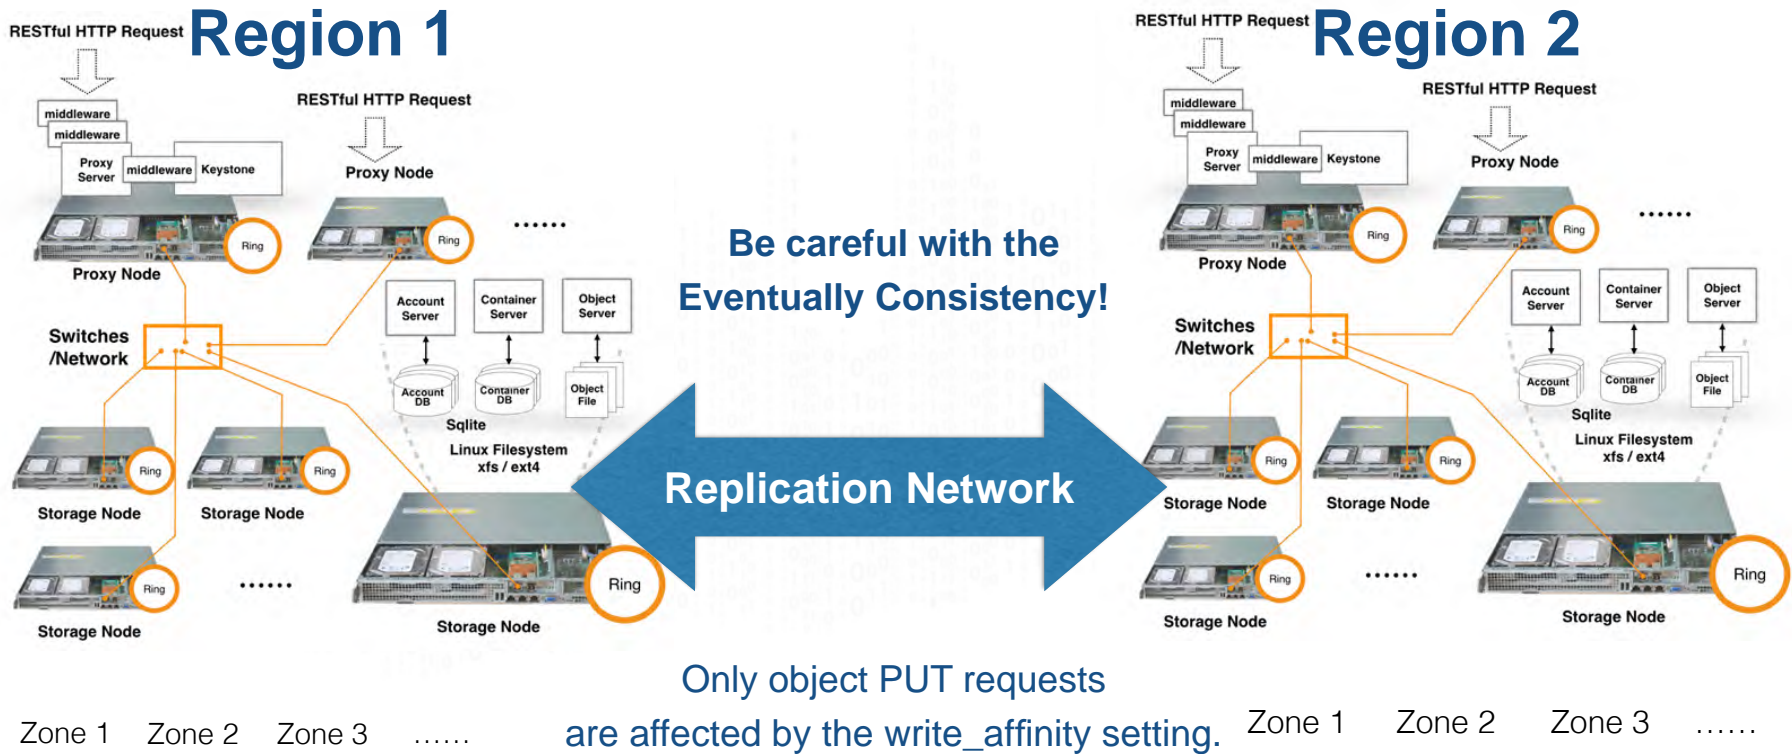 RESTful HTTP Request
Region 1
RESTful HTTP Request
middleware
middleware
Proxy
Server
middleware
Keystone
Proxy Node
Ring
Ring
......
Proxy Node
Account
Server
Container
Server
Object
Server
Switches
/Network
Account
DB
Container
DB
Object
File
Sqlite
Linux Filesystem
xfs / ext4
Ring
Ring
Storage Node
Storage Node
Ring
......
Ring
Storage Node
Storage Node
Zone 1
Zone 2
Zone 3
......
Be careful with the
Eventually Consistency!
Replication Network
Only object PUT requests
are affected by the write_affinity setting.
RESTful HTTP Request
Region 2
RESTful HTTP Request
middleware
middleware
Proxy
Server
middleware
Keystone
Proxy Node
Ring
Ring
......
Proxy Node
Account
Server
Container
Server
Object
Server
Switches
/Network
Account
DB
Container
DB
Object
File
Sqlite
Linux Filesystem
xfs / ext4
Ring
Ring
Storage Node
Storage Node
Ring
......
Ring
Storage Node
Storage Node
Zone 1
Zone 2
Zone 3
......